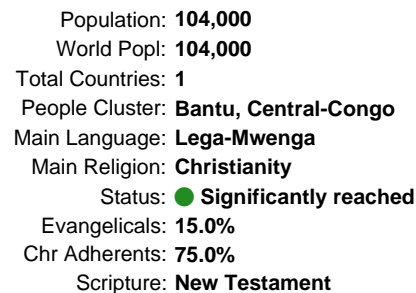 Population: 104,000
World Popl: 104,000
Total Countries: 1
People Cluster: Bantu, Central-Congo
Main Language: Lega-Mwenga
Main Religion: Christianity
Status: Significantly reached
Evangelicals: 15.0%
Chr Adherents: 75.0%
Scripture: New Testament